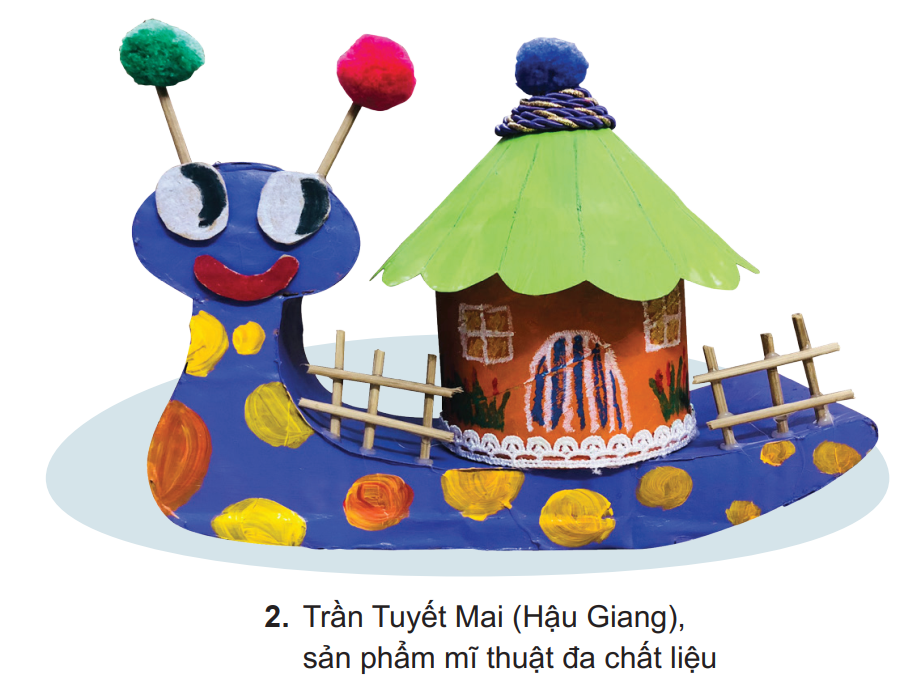 2. Trần Tuyết Mai (Hậu Giang),
sản phẩm mĩ thuật đa chất liệu